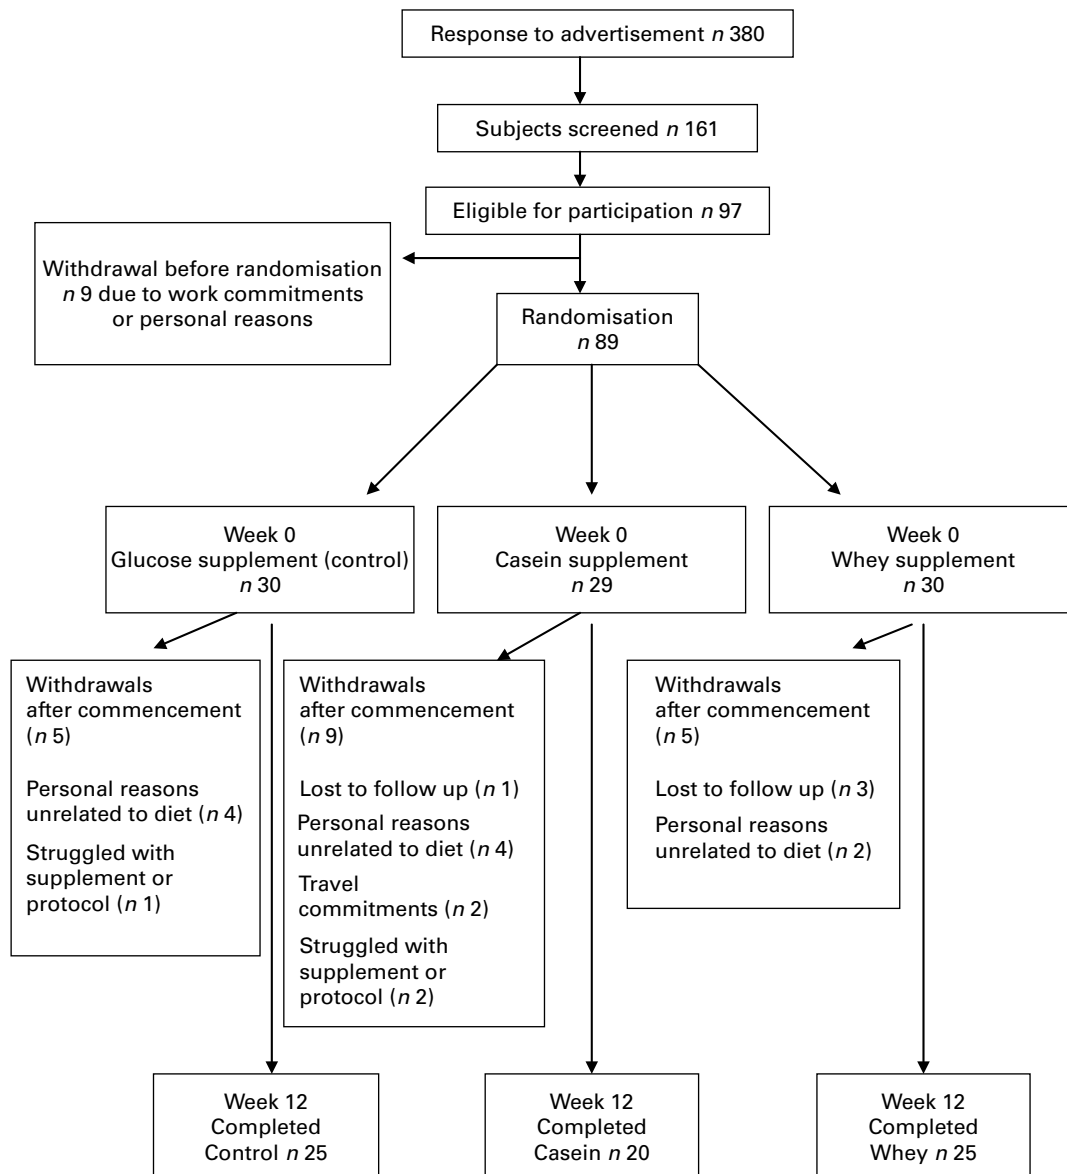 Response to advertisement n 380
Subjects screened n 161
Eligible for participation n 97
Withdrawal before randomisation
n 9 due to work commitments
or personal reasons
Randomisation
n 89
Week 0
Glucose supplement (control)
n 30
Week 0
Casein supplement
n 29
Week 0
Whey supplement
n 30
Withdrawals
after commencement
(n 5)
Personal reasons
unrelated to diet (n 4)
Struggled with
supplement or
protocol (n 1)
Withdrawals
after commencement
(n 9)
Lost to follow up (n 1)
Personal reasons
unrelated to diet (n 4)
Travel
commitments (n 2)
Struggled with
supplement or
protocol (n 2)
Withdrawals
after commencement
(n 5)
Lost to follow up (n 3)
Personal reasons
unrelated to diet (n 2)
Week 12
Completed
Control n 25
Week 12
Completed
Casein n 20
Week 12
Completed
Whey n 25